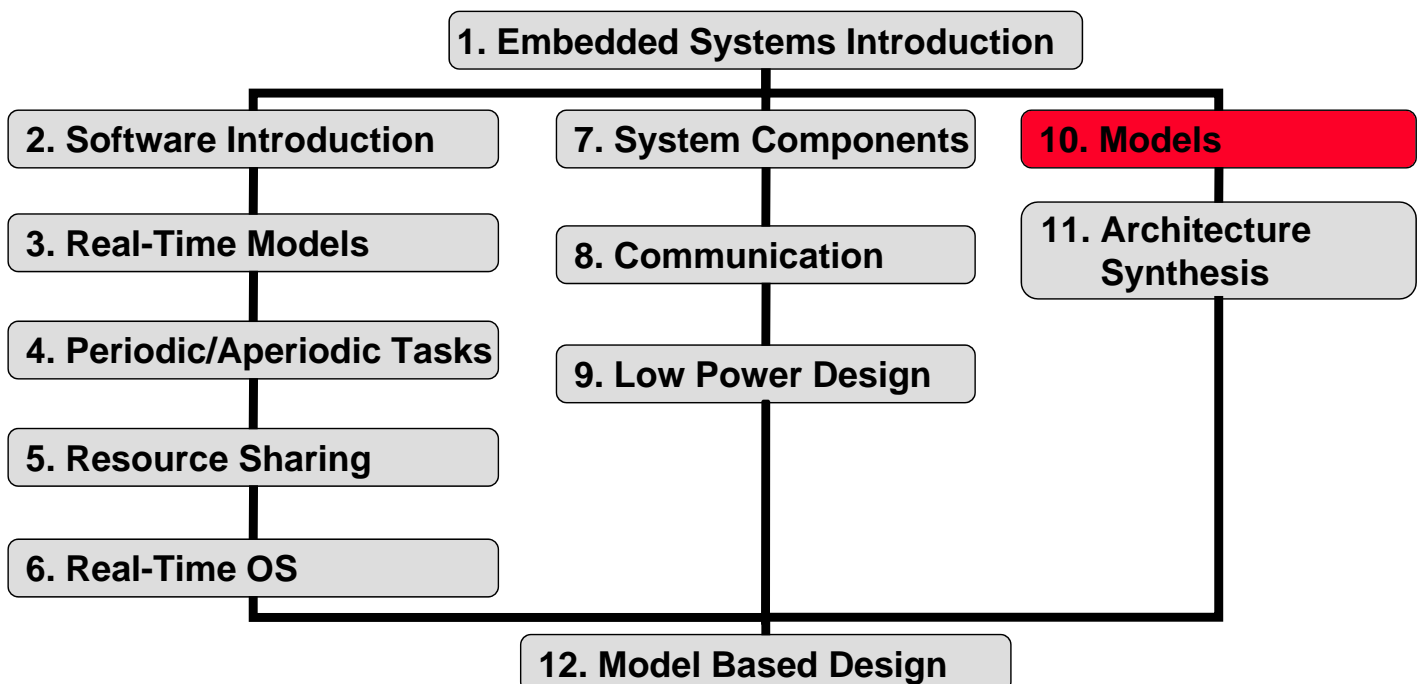 1. Embedded Systems Introduction
2. Software Introduction
3. Real-Time Models
4. Periodic/Aperiodic Tasks
5. Resource Sharing
6. Real-Time OS
7. System Components
8. Communication
9. Low Power Design
10. Models
11. Architecture
Synthesis
12. Model Based Design